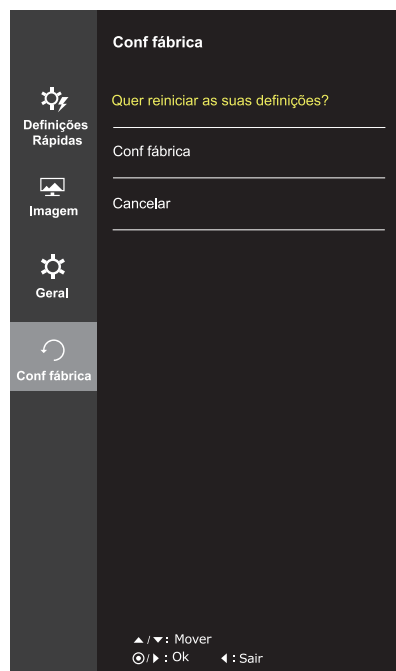 Conf fábrica
Definições
Rápidas
Imagem
Geral
Conf fábrica
Quer reiniciar as suas definições?
Conf fábrica
Cancelar
▲/▼: Mover
◉/▶: Ok ◀: Sair